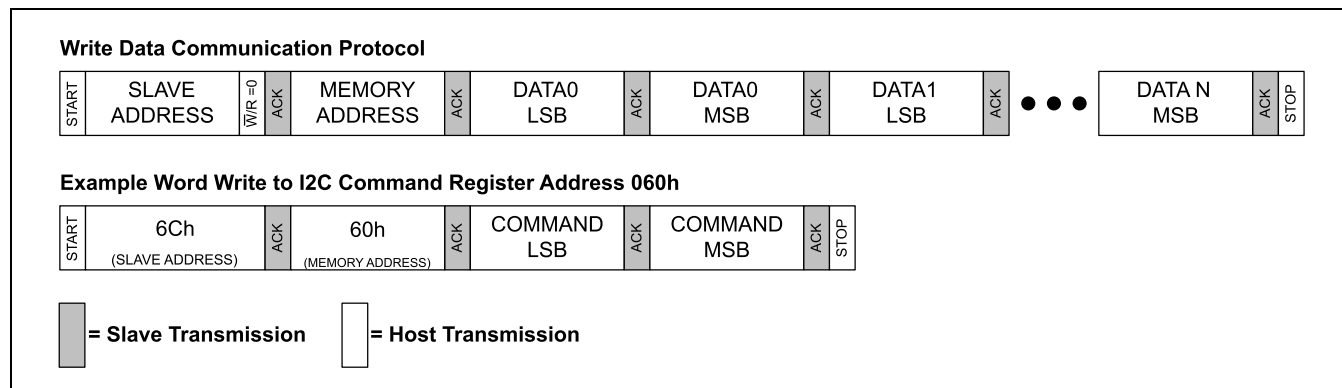 Write Data Communication Protocol
START SLAVE ADDRESS W̅/R =0 ACK MEMORY ADDRESS ACK DATA0 LSB ACK DATA0 MSB ACK DATA1 LSB ACK ●●● DATA N MSB ACK STOP
Example Word Write to I2C Command Register Address 060h
START 6Ch (SLAVE ADDRESS) ACK 60h (MEMORY ADDRESS) ACK COMMAND LSB ACK COMMAND MSB ACK STOP
= Slave Transmission = Host Transmission